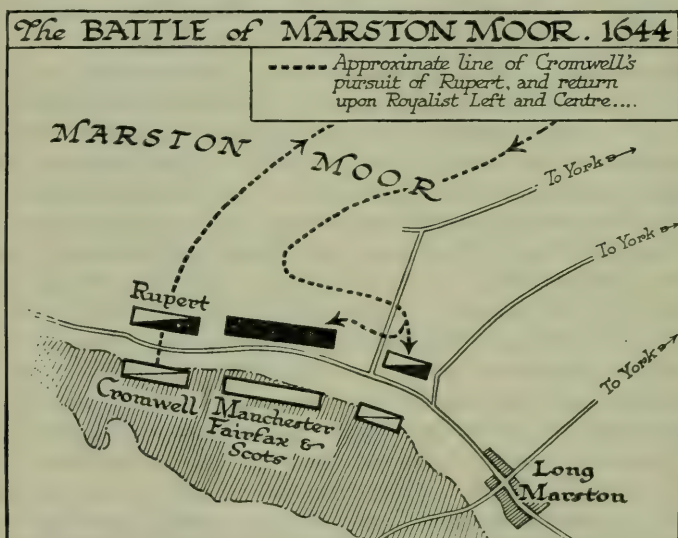 The BATTLE of MARSTON MOOR. 1644
Approximate line of Cromwell's
pursuit of Rupert, and return
upon Royalist Left and Centre....
MARSTON
MOOR
To York
To York
To York
Rupert
Cromwell
Manchester
Fairfax &
Scots
Long
Marston